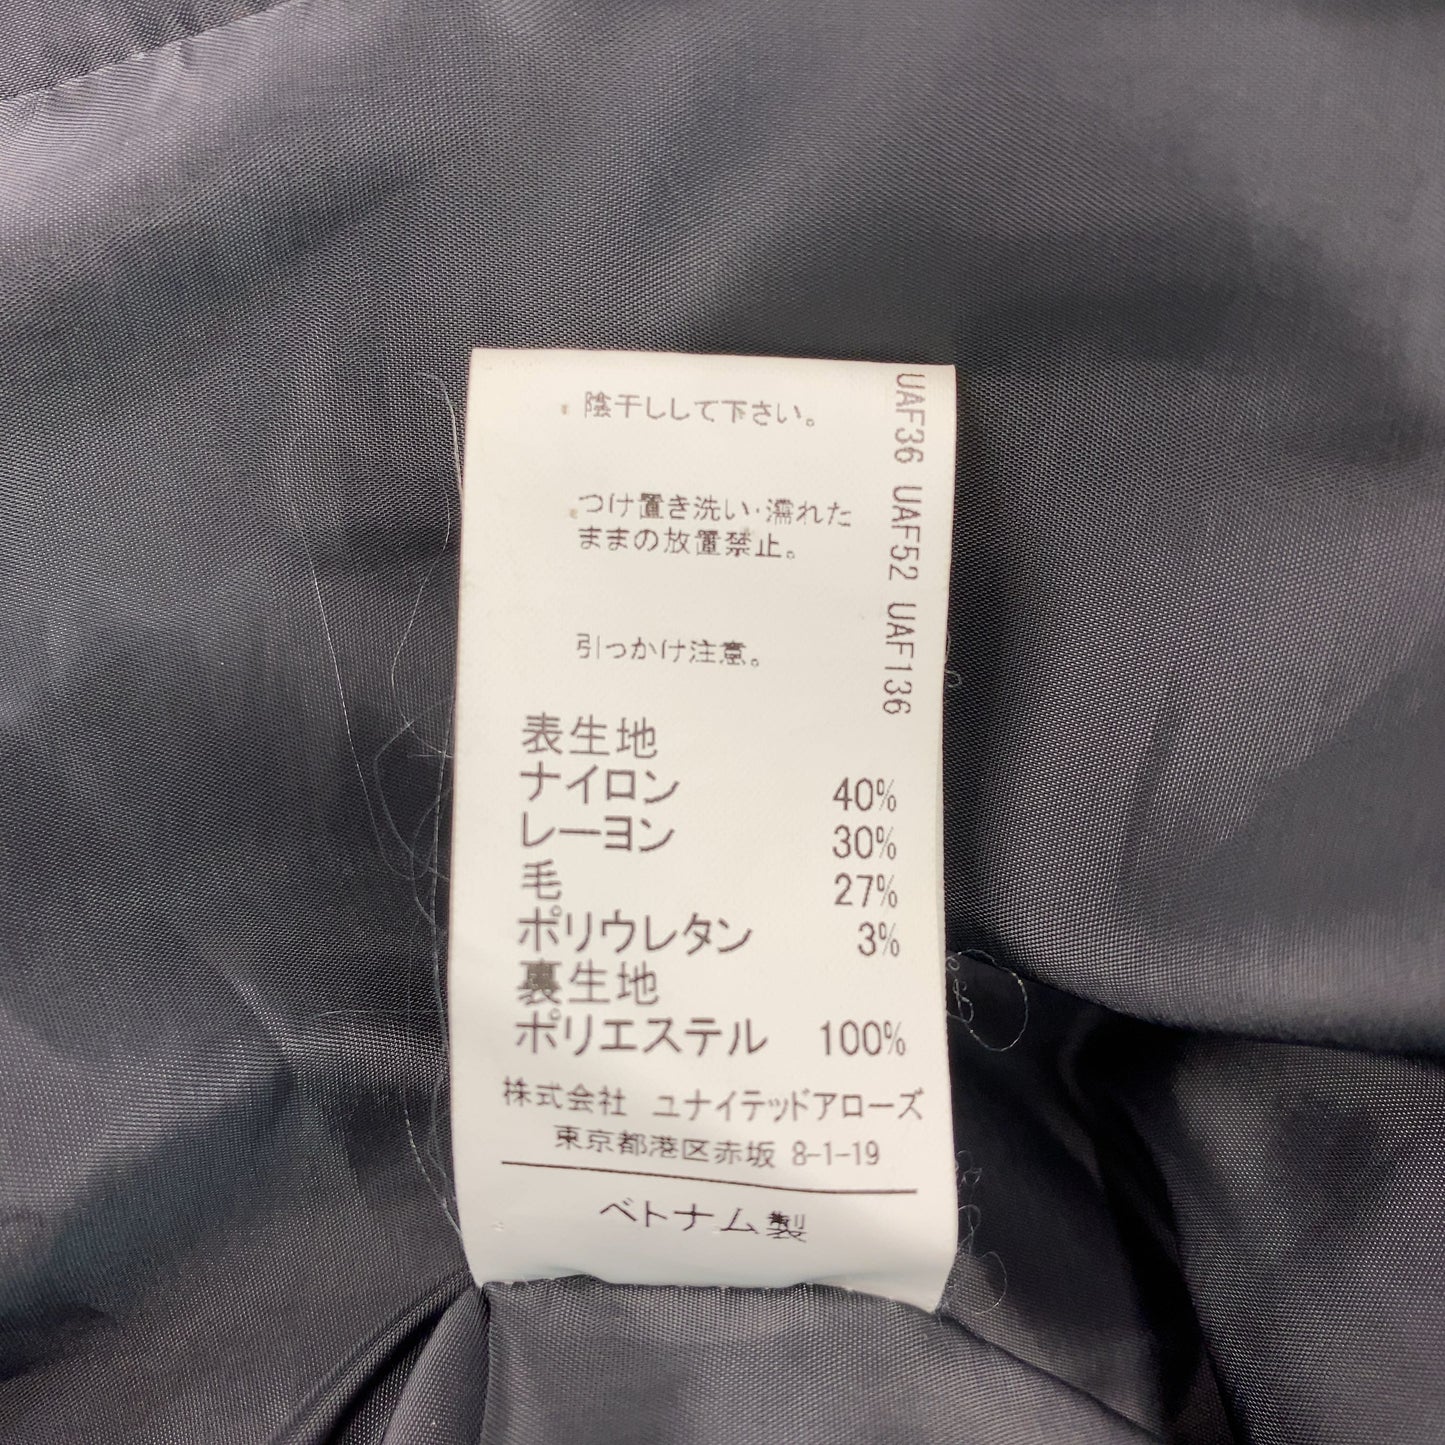 陰干しして下さい。
つけ置き洗い・濡れた
ままの放置禁止。
引っかけ注意。
表生地
ナイロン 40%
レーヨン 30%
毛 27%
ポリウレタン 3%
裏生地
ポリエステル 100%
株式会社 ユナイテッドアローズ
東京都港区赤坂 8-1-19
ベトナム製
UAF36 UAF52 UAF136